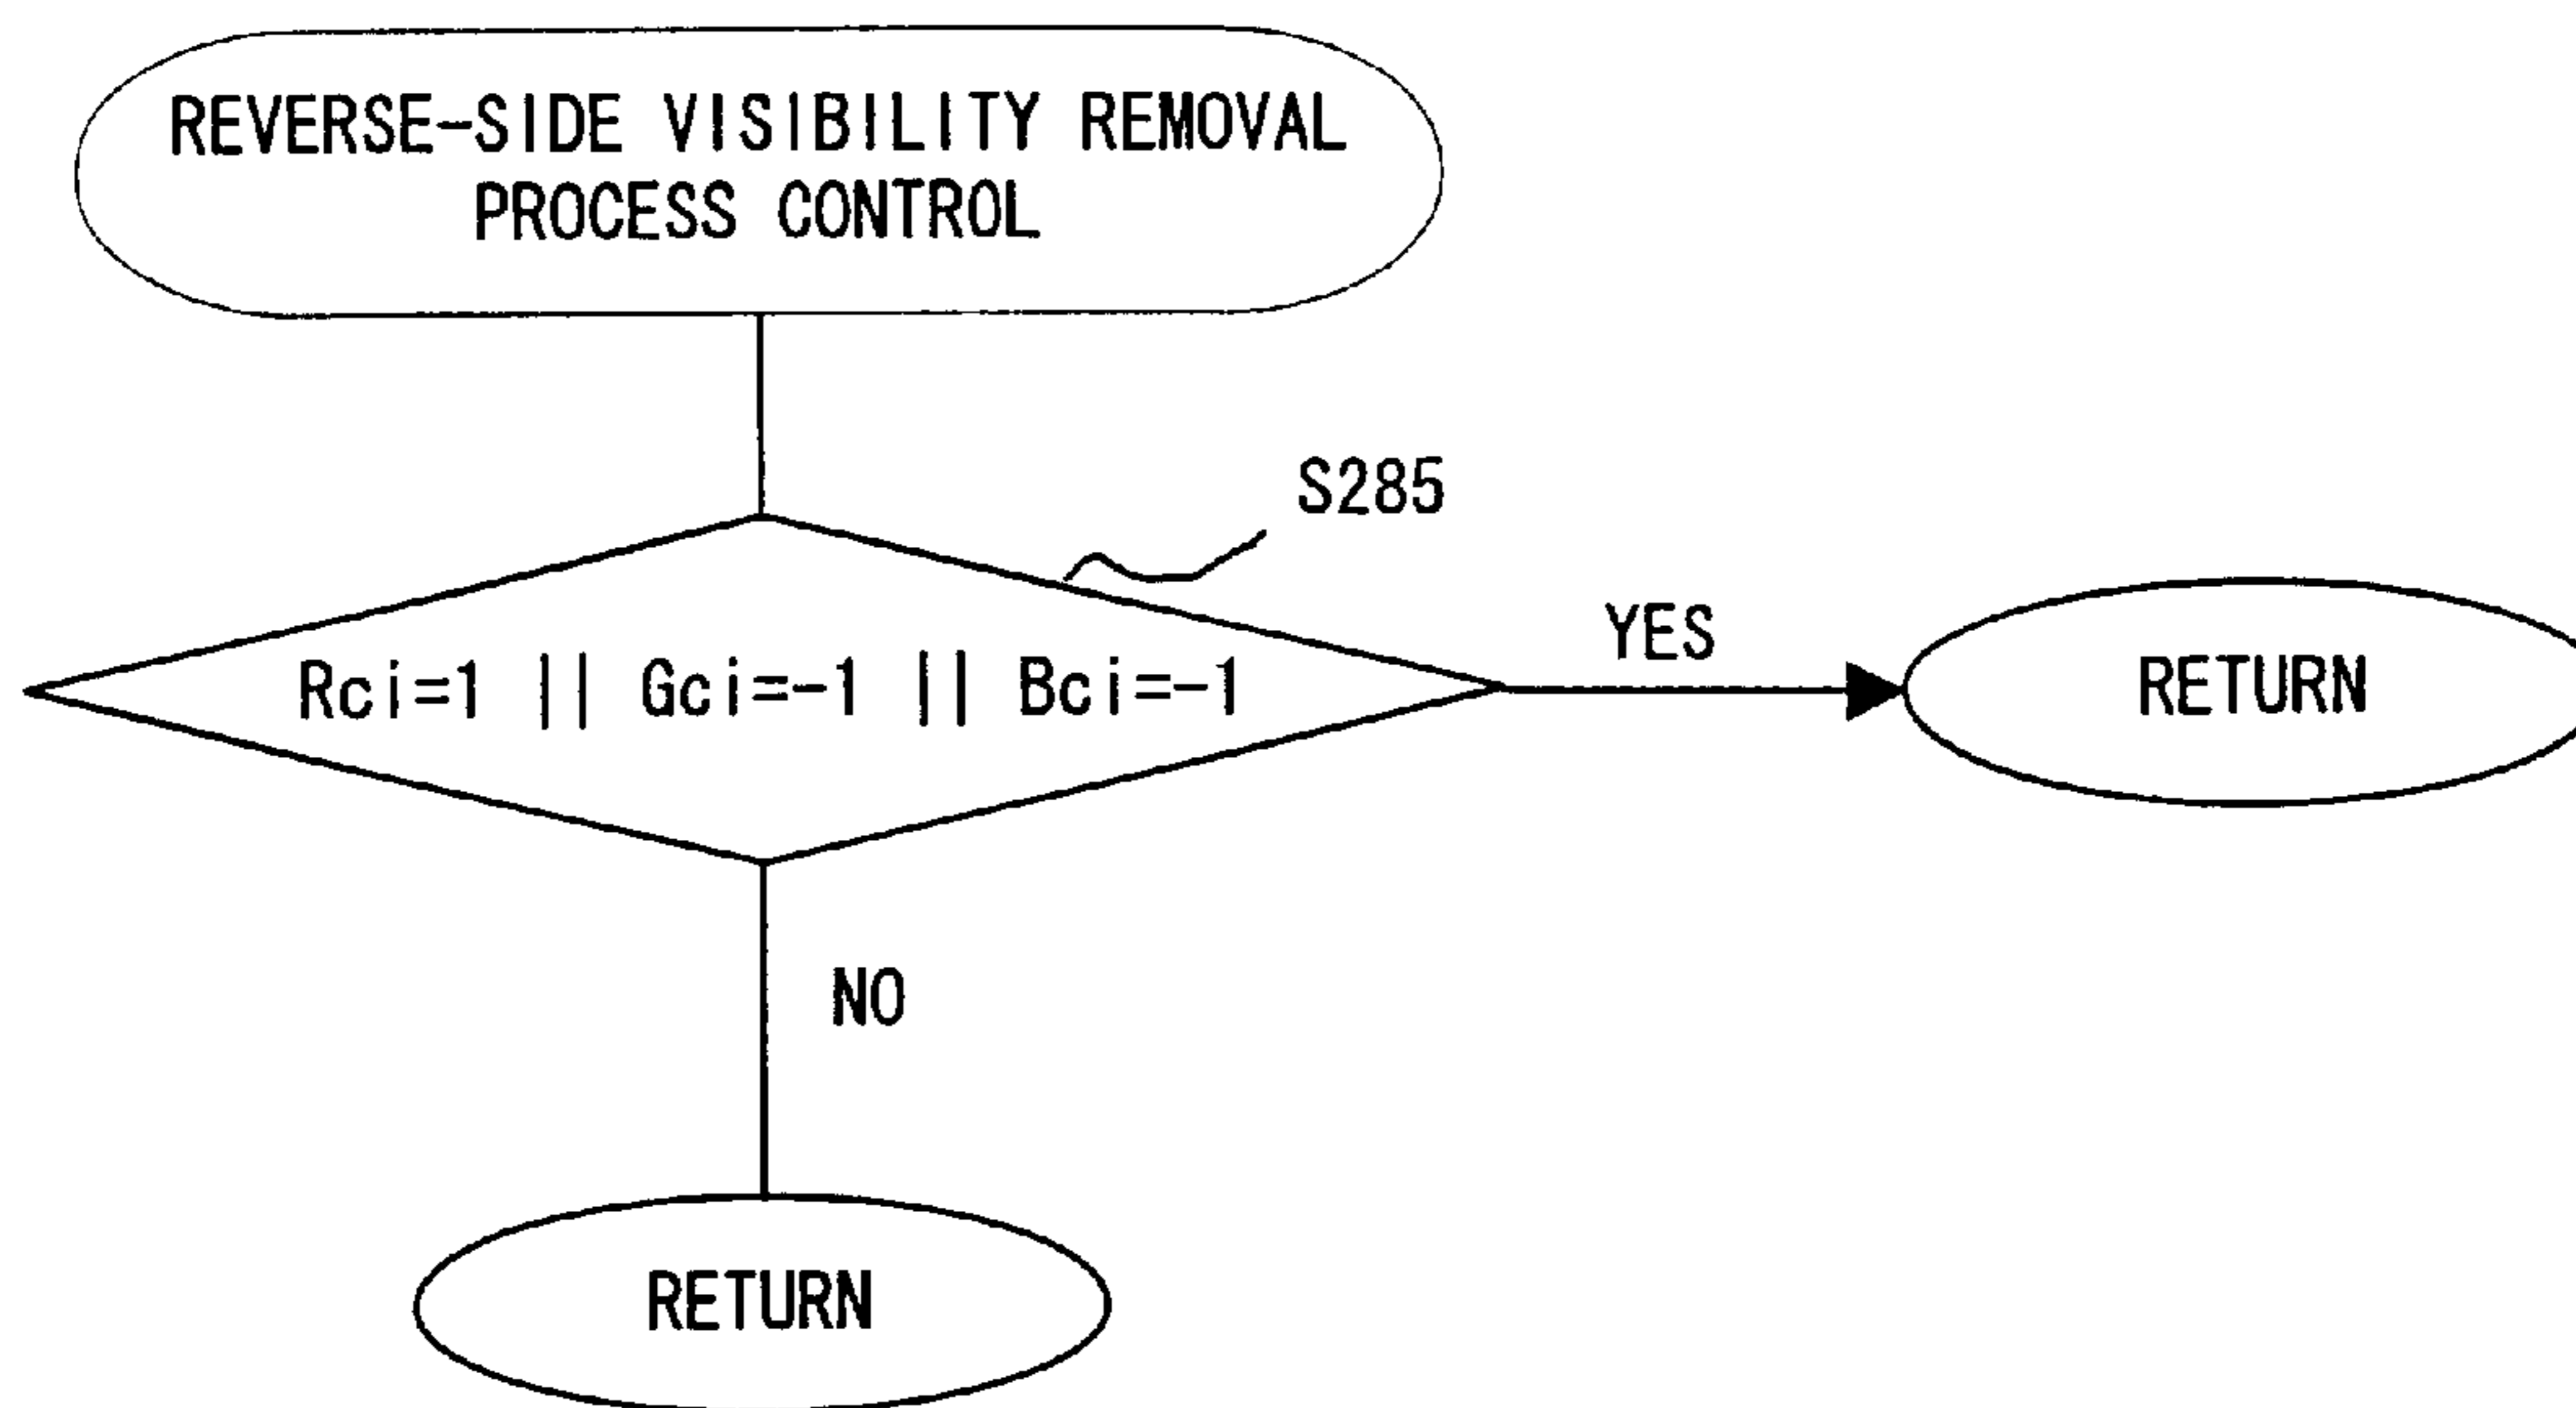 REVERSE-SIDE VISIBILITY REMOVAL
PROCESS CONTROL
S285
Rci=1 || Gci=-1 || Bci=-1
YES
RETURN
NO
RETURN